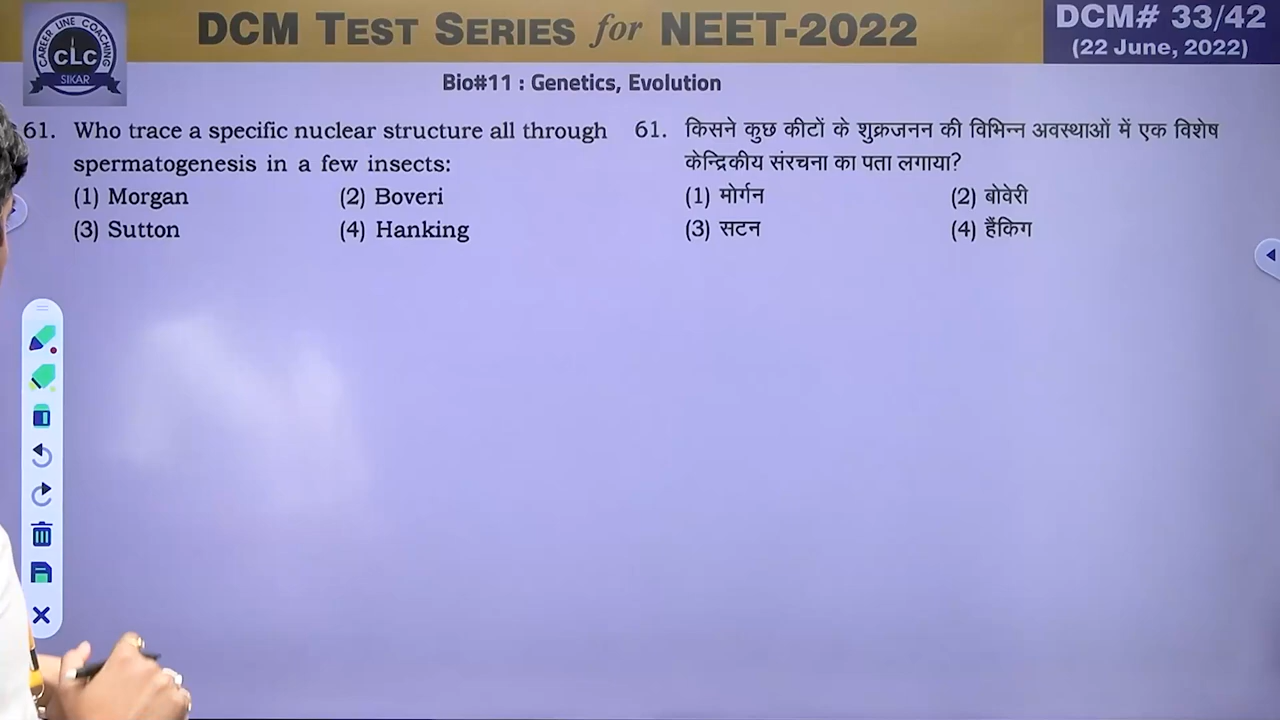 DCM TEST SERIES for NEET-2022
DCM# 33/42
(22 June, 2022)
CAREER LINE COACHING
CLC
SIKAR
Bio#11 : Genetics, Evolution
61. Who trace a specific nuclear structure all through
spermatogenesis in a few insects:
(1) Morgan (2) Boveri
(3) Sutton (4) Hanking
61. किसने कुछ कीटों के शुक्रजनन की विभिन्न अवस्थाओं में एक विशेष
केन्द्रिकीय संरचना का पता लगाया?
(1) मोर्गन (2) बोवेरी
(3) सटन (4) हैंकिग